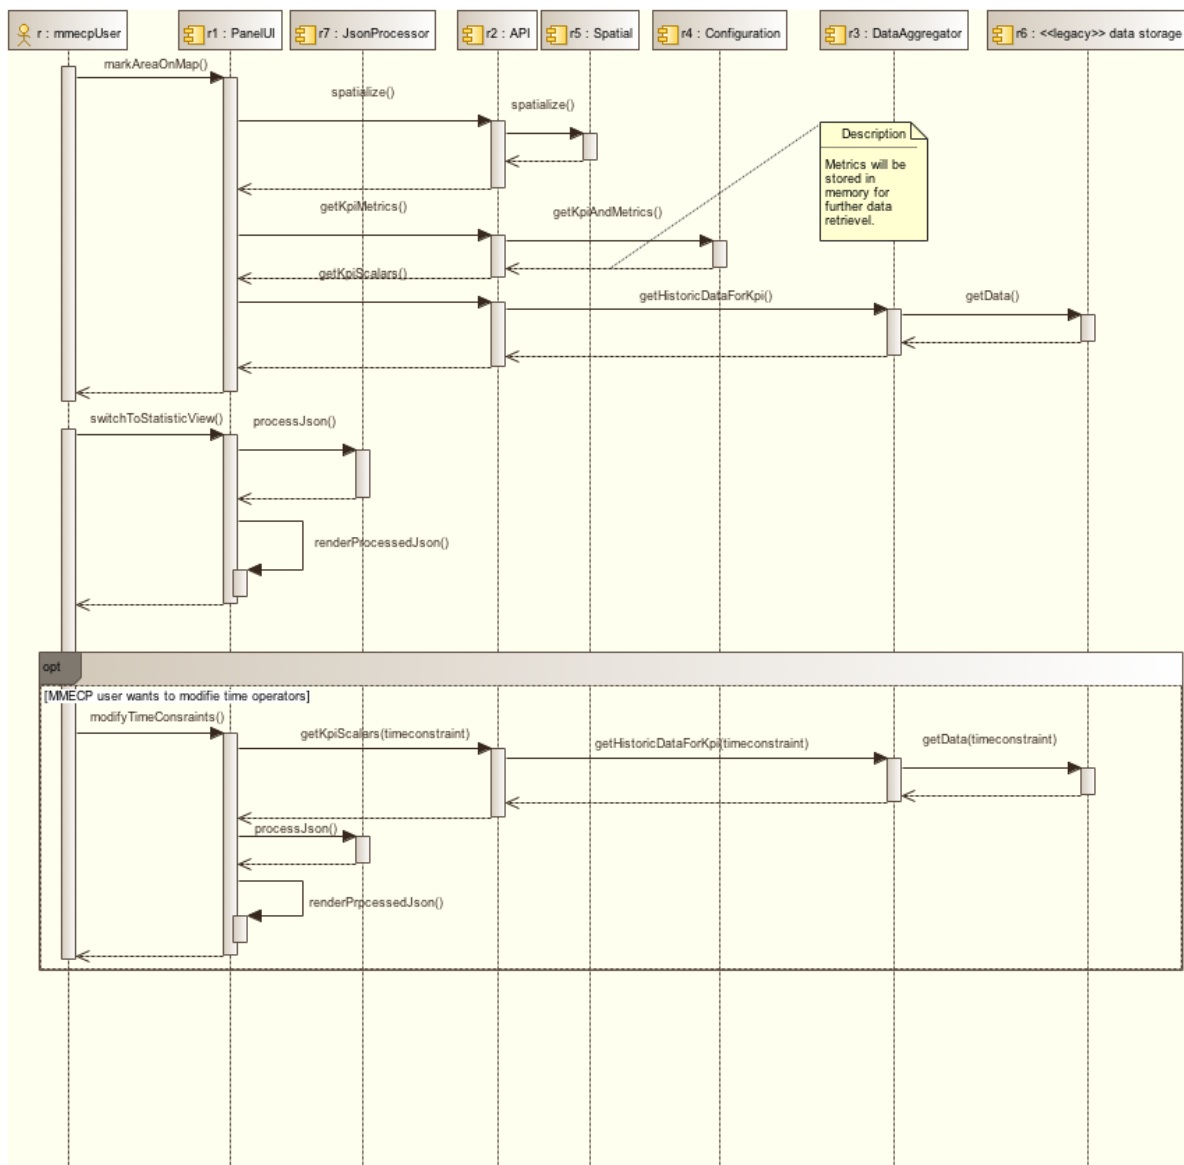 r : mmecpUser
r1 : PanelUI
r7 : JsonProcessor
r2 : API
r5 : Spatial
r4 : Configuration
r3 : DataAggregator
r6 : <<legacy>> data storage
markAreaOnMap()
spatialize()
spatialize()
Description
Metrics will be
stored in
memory for
further data
retrievel.
getKpiMetrics()
getKpiAndMetrics()
getKpiScalars()
getHistoricDataForKpi()
getData()
switchToStatisticView()
processJson()
renderProcessedJson()
opt
[MMECP user wants to modifie time operators]
modifyTimeConsraints()
getKpiScalars(timeconstraint)
getHistoricDataForKpi(timeconstraint)
getData(timeconstraint)
processJson()
renderPrpcessedJson()